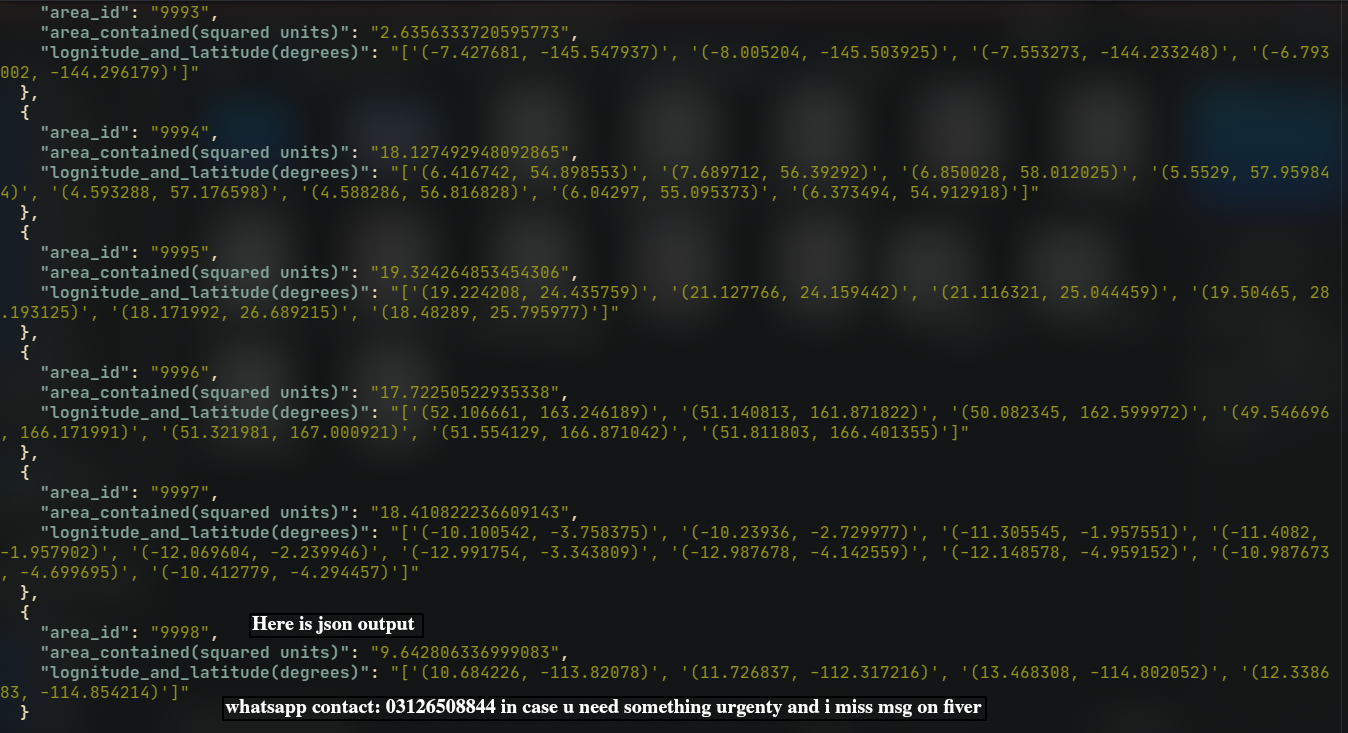 "area_id": "9993",
"area_contained(squared units)": "2.6356333720595773",
"lognitude_and_latitude(degrees)": "['(-7.427681, -145.547937)', '(-8.005204, -145.503925)', '(-7.553273, -144.233248)', '(-6.793
002, -144.296179)']"
},
{
"area_id": "9994",
"area_contained(squared units)": "18.127492948092865",
"lognitude_and_latitude(degrees)": "['(6.416742, 54.898553)', '(7.689712, 56.39292)', '(6.850028, 58.012025)', '(5.5529, 57.95984
4)', '(4.593288, 57.176598)', '(4.588286, 56.816828)', '(6.04297, 55.095373)', '(6.373494, 54.912918)']"
},
{
"area_id": "9995",
"area_contained(squared units)": "19.324264853454306",
"lognitude_and_latitude(degrees)": "['(19.224208, 24.435759)', '(21.127766, 24.159442)', '(21.116321, 25.044459)', '(19.50465, 28
.193125)', '(18.171992, 26.689215)', '(18.48289, 25.795977)']"
},
{
"area_id": "9996",
"area_contained(squared units)": "17.72250522935338",
"lognitude_and_latitude(degrees)": "['(52.106661, 163.246189)', '(51.140813, 161.871822)', '(50.082345, 162.599972)', '(49.546696
, 166.171991)', '(51.321981, 167.000921)', '(51.554129, 166.871042)', '(51.811803, 166.401355)']"
},
{
"area_id": "9997",
"area_contained(squared units)": "18.410822236609143",
"lognitude_and_latitude(degrees)": "['(-10.100542, -3.758375)', '(-10.23936, -2.729977)', '(-11.305545, -1.957551)', '(-11.4082,
-1.957902)', '(-12.069604, -2.239946)', '(-12.991754, -3.343809)', '(-12.987678, -4.142559)', '(-12.148578, -4.959152)', '(-10.987673
, -4.699695)', '(-10.412779, -4.294457)']"
},
{
Here is json output
"area_id": "9998",
"area_contained(squared units)": "9.642806336999083",
"lognitude_and_latitude(degrees)": "['(10.684226, -113.82078)', '(11.726837, -112.317216)', '(13.468308, -114.802052)', '(12.3386
83, -114.854214)']"
whatsapp contact: 03126508844 in case u need something urgenty and i miss msg on fiver
}